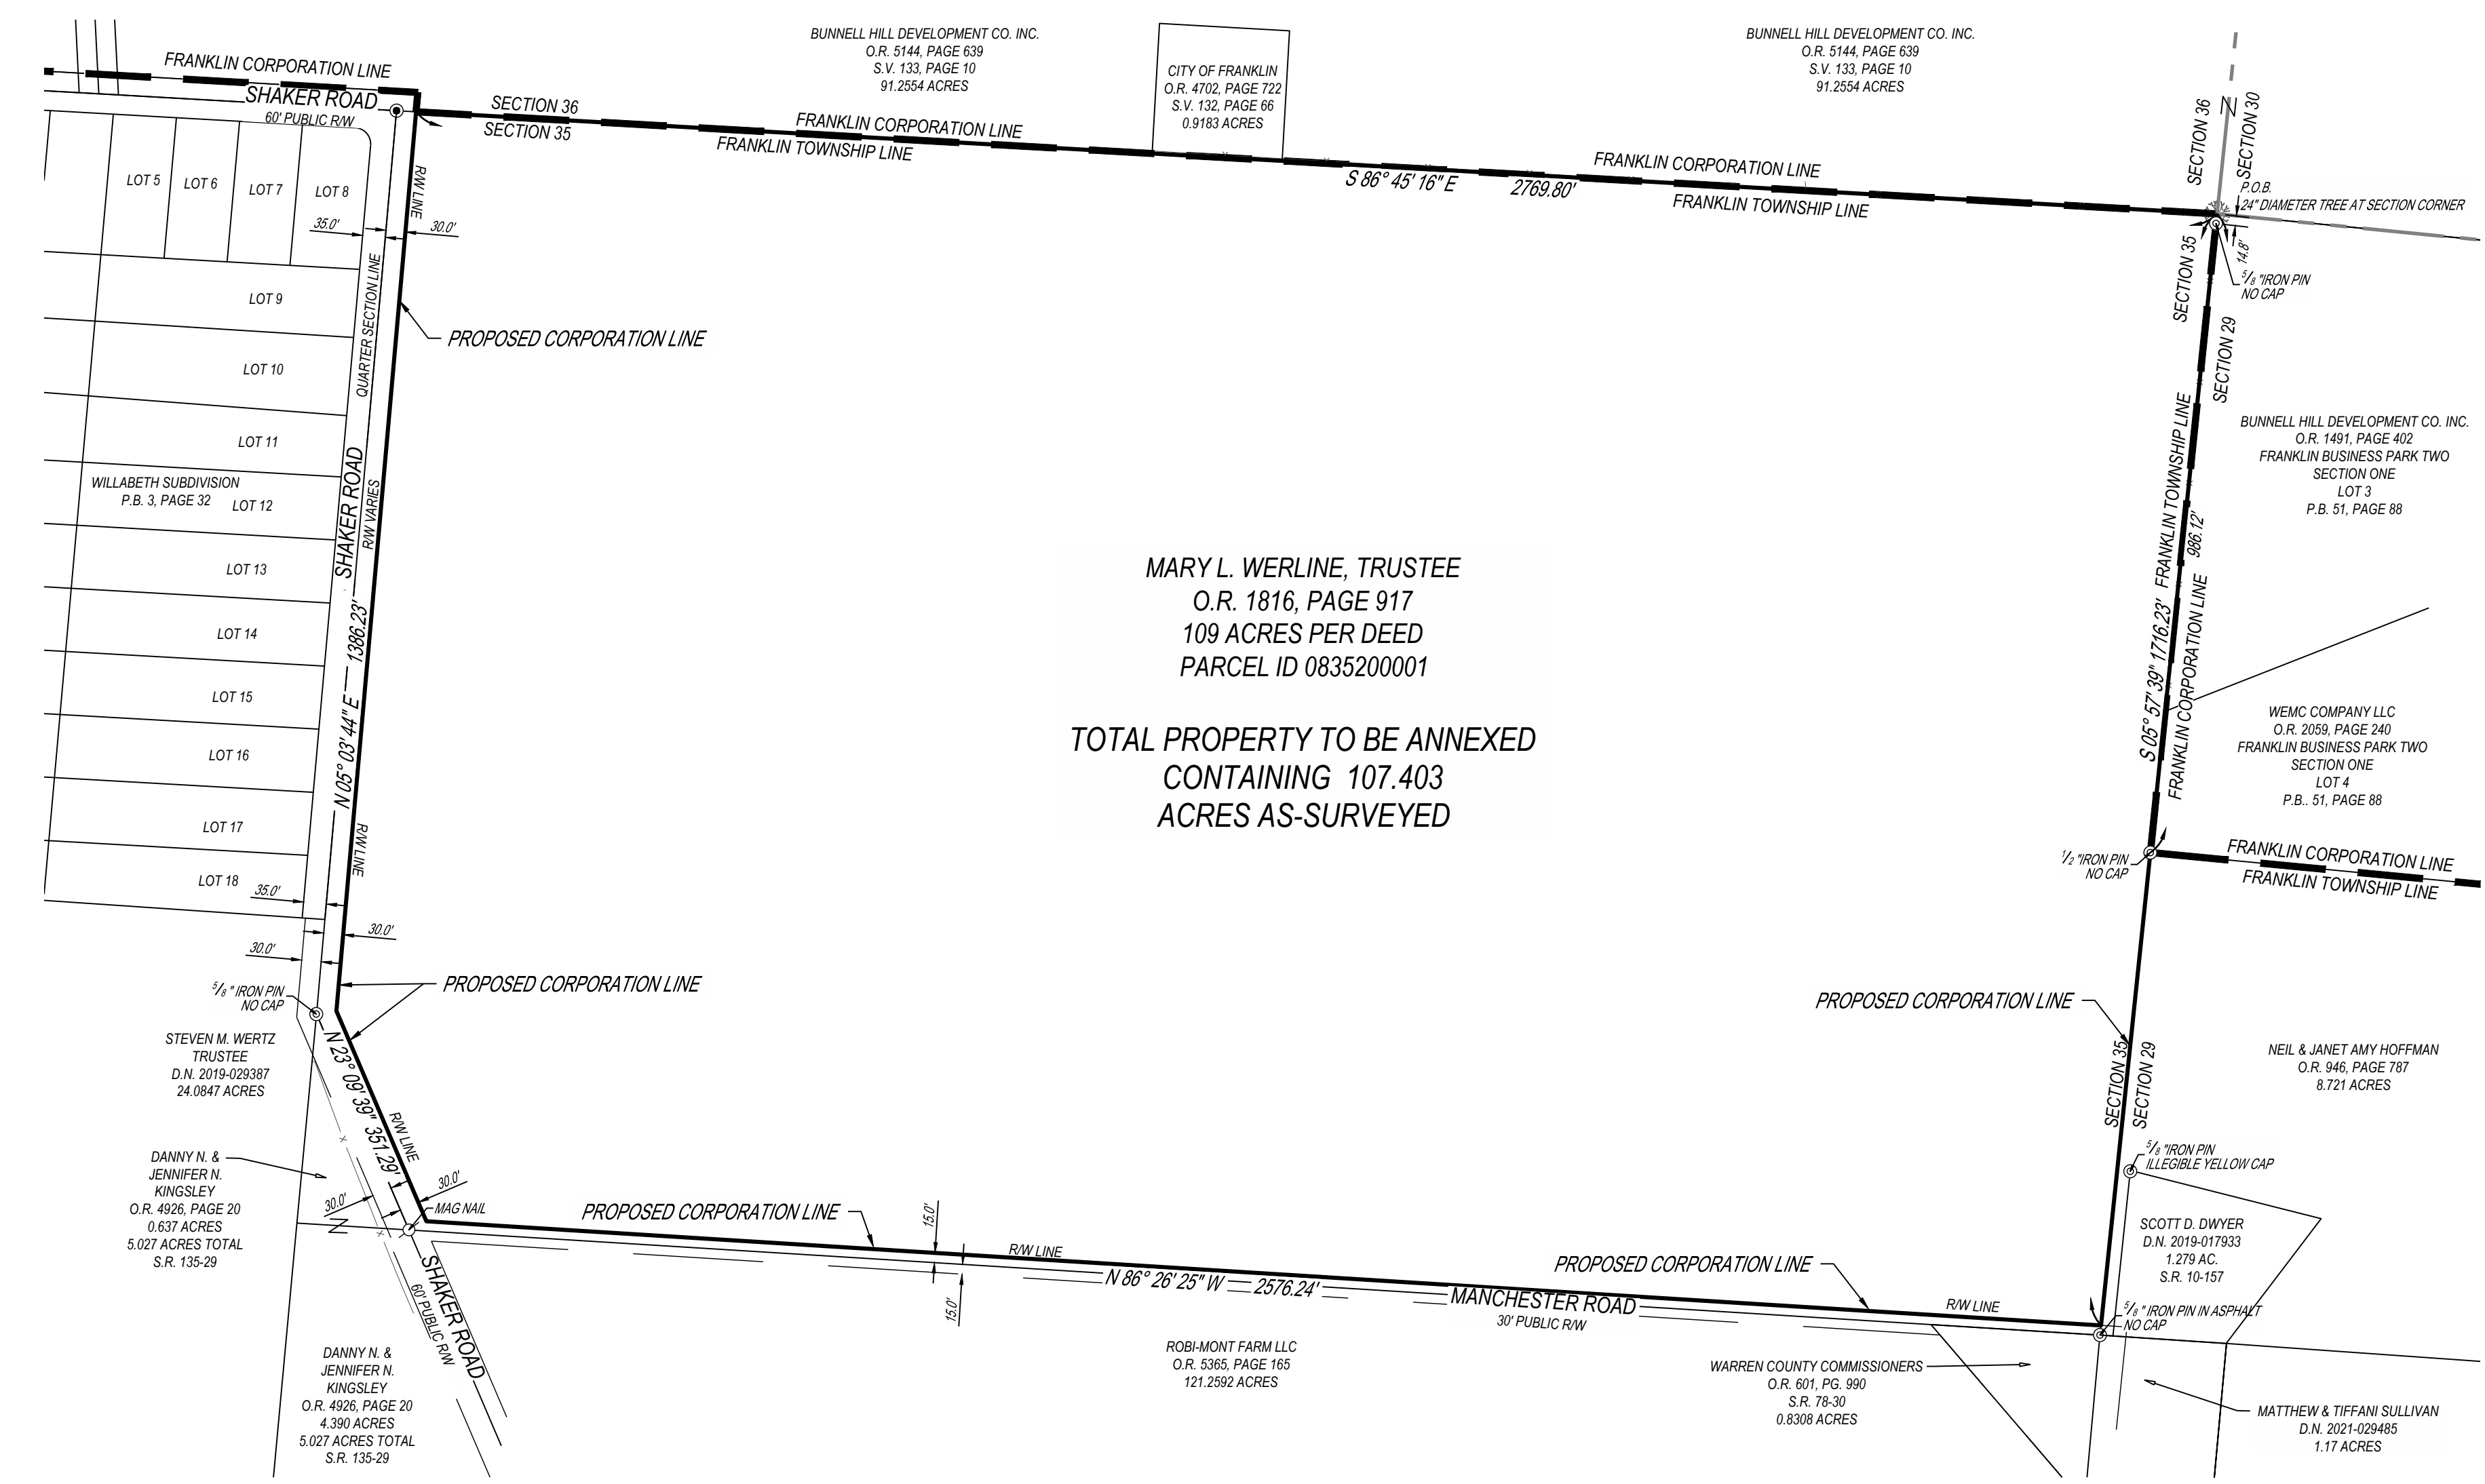 FRANKLIN CORPORATION LINE
SHAKER ROAD
60' PUBLIC R/W
SECTION 36
SECTION 35
BUNNELL HILL DEVELOPMENT CO. INC.
O.R. 5144, PAGE 639
S.V. 133, PAGE 10
91.2554 ACRES
FRANKLIN CORPORATION LINE
FRANKLIN TOWNSHIP LINE
CITY OF FRANKLIN
O.R. 4702, PAGE 722
S.V. 132, PAGE 66
0.9183 ACRES
S 86° 45' 16" E 2769.80'
BUNNELL HILL DEVELOPMENT CO. INC.
O.R. 5144, PAGE 639
S.V. 133, PAGE 10
91.2554 ACRES
FRANKLIN CORPORATION LINE
FRANKLIN TOWNSHIP LINE
SECTION 36
SECTION 30
P.O.B.
24" DIAMETER TREE AT SECTION CORNER
14.8'
5/8 "IRON PIN
NO CAP
SECTION 35
SECTION 29
LOT 5
LOT 6
LOT 7
LOT 8
35.0'
30.0'
R/W LINE
QUARTER SECTION LINE
LOT 9
LOT 10
LOT 11
LOT 12
LOT 13
LOT 14
LOT 15
LOT 16
LOT 17
LOT 18
WILLABETH SUBDIVISION
P.B. 3, PAGE 32
PROPOSED CORPORATION LINE
SHAKER ROAD
R/W VARIES
N 05° 03' 44" E 1386.23'
R/W LINE
35.0'
30.0'
30.0'
MARY L. WERLINE, TRUSTEE
O.R. 1816, PAGE 917
109 ACRES PER DEED
PARCEL ID 0835200001
TOTAL PROPERTY TO BE ANNEXED
CONTAINING 107.403
ACRES AS-SURVEYED
FRANKLIN TOWNSHIP LINE
986.12'
S 05° 57' 39" 1716.23'
FRANKLIN CORPORATION LINE
BUNNELL HILL DEVELOPMENT CO. INC.
O.R. 1491, PAGE 402
FRANKLIN BUSINESS PARK TWO
SECTION ONE
LOT 3
P.B. 51, PAGE 88
WEMC COMPANY LLC
O.R. 2059, PAGE 240
FRANKLIN BUSINESS PARK TWO
SECTION ONE
LOT 4
P.B.. 51, PAGE 88
1/2 "IRON PIN
NO CAP
FRANKLIN CORPORATION LINE
FRANKLIN TOWNSHIP LINE
PROPOSED CORPORATION LINE
5/8 " IRON PIN
NO CAP
STEVEN M. WERTZ
TRUSTEE
D.N. 2019-029387
24.0847 ACRES
N 23° 09' 39" 351.29'
R/W LINE
DANNY N. &
JENNIFER N.
KINGSLEY
O.R. 4926, PAGE 20
0.637 ACRES
5.027 ACRES TOTAL
S.R. 135-29
30.0'
30.0'
MAG NAIL
SHAKER ROAD
60' PUBLIC R/W
DANNY N. &
JENNIFER N.
KINGSLEY
O.R. 4926, PAGE 20
4.390 ACRES
5.027 ACRES TOTAL
S.R. 135-29
PROPOSED CORPORATION LINE
15.0'
15.0'
R/W LINE
N 86° 26' 25" W 2576.24'
MANCHESTER ROAD
30' PUBLIC R/W
ROBI-MONT FARM LLC
O.R. 5365, PAGE 165
121.2592 ACRES
PROPOSED CORPORATION LINE
R/W LINE
PROPOSED CORPORATION LINE
SECTION 35
SECTION 29
NEIL & JANET AMY HOFFMAN
O.R. 946, PAGE 787
8.721 ACRES
5/8 "IRON PIN
ILLEGIBLE YELLOW CAP
SCOTT D. DWYER
D.N. 2019-017933
1.279 AC.
S.R. 10-157
5/8 " IRON PIN IN ASPHALT
NO CAP
WARREN COUNTY COMMISSIONERS
O.R. 601, PG. 990
S.R. 78-30
0.8308 ACRES
MATTHEW & TIFFANI SULLIVAN
D.N. 2021-029485
1.17 ACRES